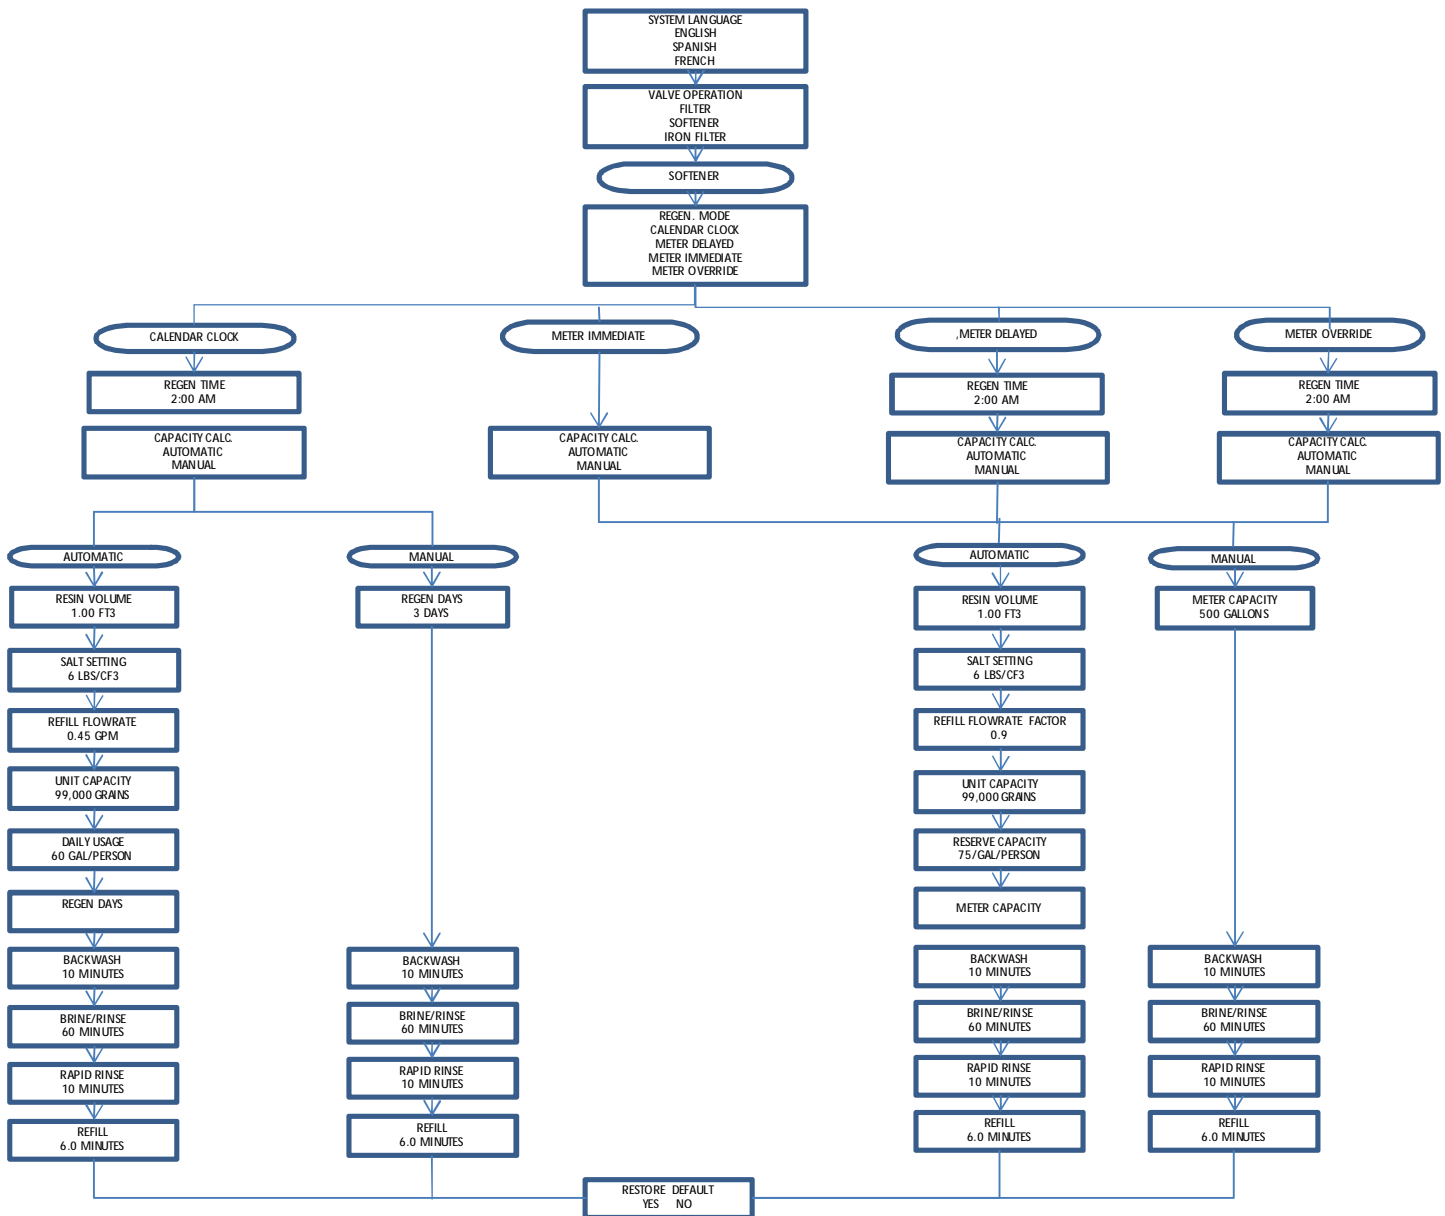 SYSTEM LANGUAGE
ENGLISH
SPANISH
FRENCH
VALVE OPERATION
FILTER
SOFTENER
IRON FILTER
SOFTENER
REGEN. MODE
CALENDAR CLOCK
METER DELAYED
METER IMMEDIATE
METER OVERRIDE
CALENDAR CLOCK
REGEN TIME
2:00 AM
CAPACITY CALC.
AUTOMATIC
MANUAL
METER IMMEDIATE
CAPACITY CALC.
AUTOMATIC
MANUAL
,METER DELAYED
REGEN TIME
2:00 AM
CAPACITY CALC.
AUTOMATIC
MANUAL
METER OVERRIDE
REGEN TIME
2:00 AM
CAPACITY CALC.
AUTOMATIC
MANUAL
AUTOMATIC
RESIN VOLUME
1.00 FT3
SALT SETTING
6 LBS/CF3
REFILL FLOWRATE
0.45 GPM
UNIT CAPACITY
99,000 GRAINS
DAILY USAGE
60 GAL/PERSON
REGEN DAYS
BACKWASH
10 MINUTES
BRINE/RINSE
60 MINUTES
RAPID RINSE
10 MINUTES
REFILL
6.0 MINUTES
MANUAL
REGEN DAYS
3 DAYS
BACKWASH
10 MINUTES
BRINE/RINSE
60 MINUTES
RAPID RINSE
10 MINUTES
REFILL
6.0 MINUTES
AUTOMATIC
RESIN VOLUME
1.00 FT3
SALT SETTING
6 LBS/CF3
REFILL FLOWRATE FACTOR
0.9
UNIT CAPACITY
99,000 GRAINS
RESERVE CAPACITY
75/GAL/PERSON
METER CAPACITY
BACKWASH
10 MINUTES
BRINE/RINSE
60 MINUTES
RAPID RINSE
10 MINUTES
REFILL
6.0 MINUTES
MANUAL
METER CAPACITY
500 GALLONS
BACKWASH
10 MINUTES
BRINE/RINSE
60 MINUTES
RAPID RINSE
10 MINUTES
REFILL
6.0 MINUTES
RESTORE DEFAULT
YES NO